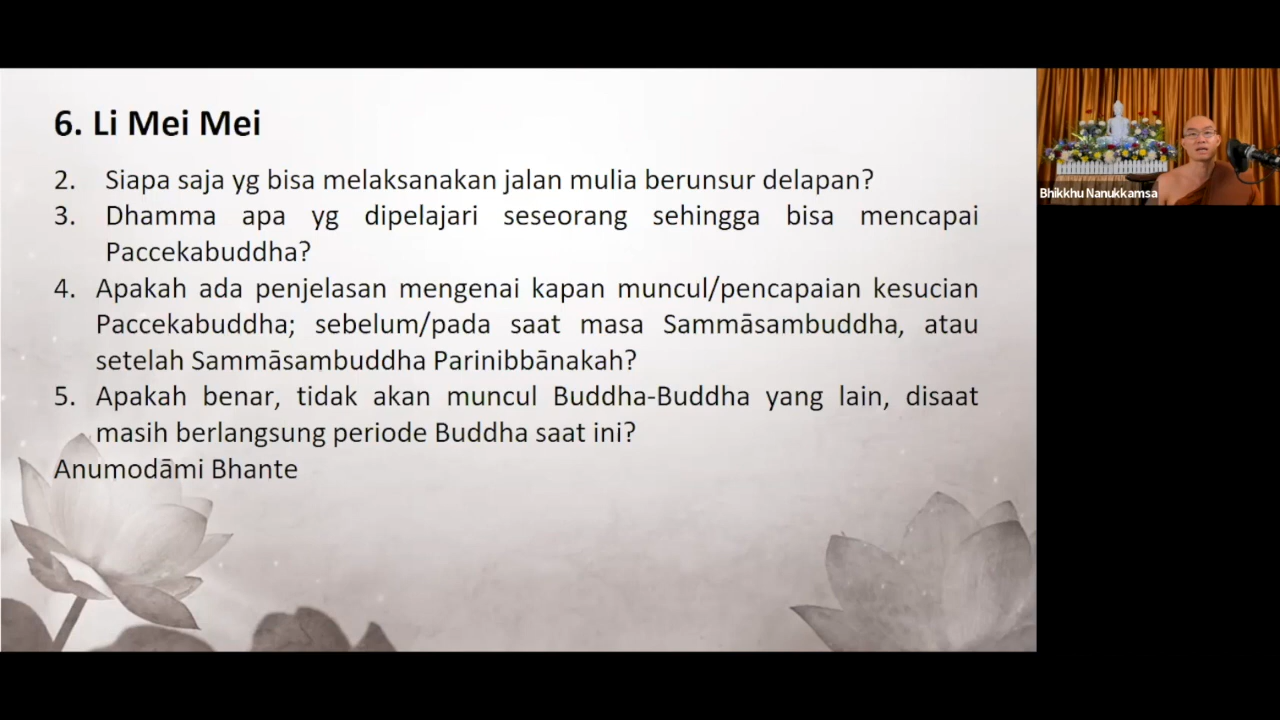 6. Li Mei Mei
2. Siapa saja yg bisa melaksanakan jalan mulia berunsur delapan?
3. Dhamma apa yg dipelajari seseorang sehingga bisa mencapai
Paccekabuddha?
4. Apakah ada penjelasan mengenai kapan muncul/pencapaian kesucian
Paccekabuddha; sebelum/pada saat masa Sammāsambuddha, atau
setelah Sammāsambuddha Parinibbānakah?
5. Apakah benar, tidak akan muncul Buddha-Buddha yang lain, disaat
masih berlangsung periode Buddha saat ini?
Anumodāmi Bhante
Bhikkhu Nanukkamsa